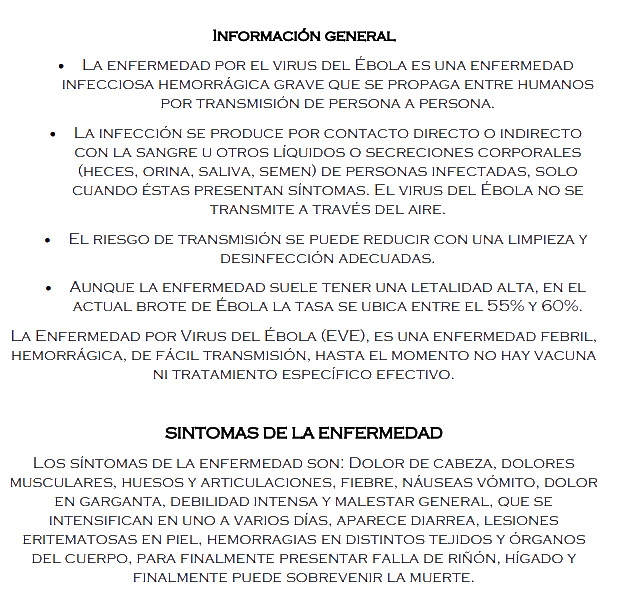 Información general
• La enfermedad por el virus del Ébola es una enfermedad
infecciosa hemorrágica grave que se propaga entre humanos
por transmisión de persona a persona.
• La infección se produce por contacto directo o indirecto
con la sangre u otros líquidos o secreciones corporales
(heces, orina, saliva, semen) de personas infectadas, solo
cuando éstas presentan síntomas. El virus del Ébola no se
transmite a través del aire.
• El riesgo de transmisión se puede reducir con una limpieza y
desinfección adecuadas.
• Aunque la enfermedad suele tener una letalidad alta, en el
actual brote de Ébola la tasa se ubica entre el 55% y 60%.
La Enfermedad por Virus del Ébola (EVE), es una enfermedad febril,
hemorrágica, de fácil transmisión, hasta el momento no hay vacuna
ni tratamiento específico efectivo.
SINTOMAS DE LA ENFERMEDAD
Los síntomas de la enfermedad son: Dolor de cabeza, dolores
musculares, huesos y articulaciones, fiebre, náuseas vómito, dolor
en garganta, debilidad intensa y malestar general, que se
intensifican en uno a varios días, aparece diarrea, lesiones
eritematosas en piel, hemorragias en distintos tejidos y órganos
del cuerpo, para finalmente presentar falla de riñón, hígado y
finalmente puede sobrevenir la muerte.